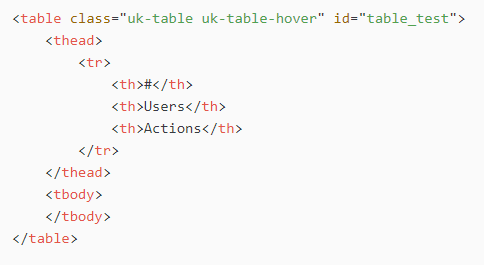 <table class="uk-table uk-table-hover" id="table_test">
    <thead>
        <tr>
            <th>#</th>
            <th>Users</th>
            <th>Actions</th>
        </tr>
    </thead>
    <tbody>
    </tbody>
</table>